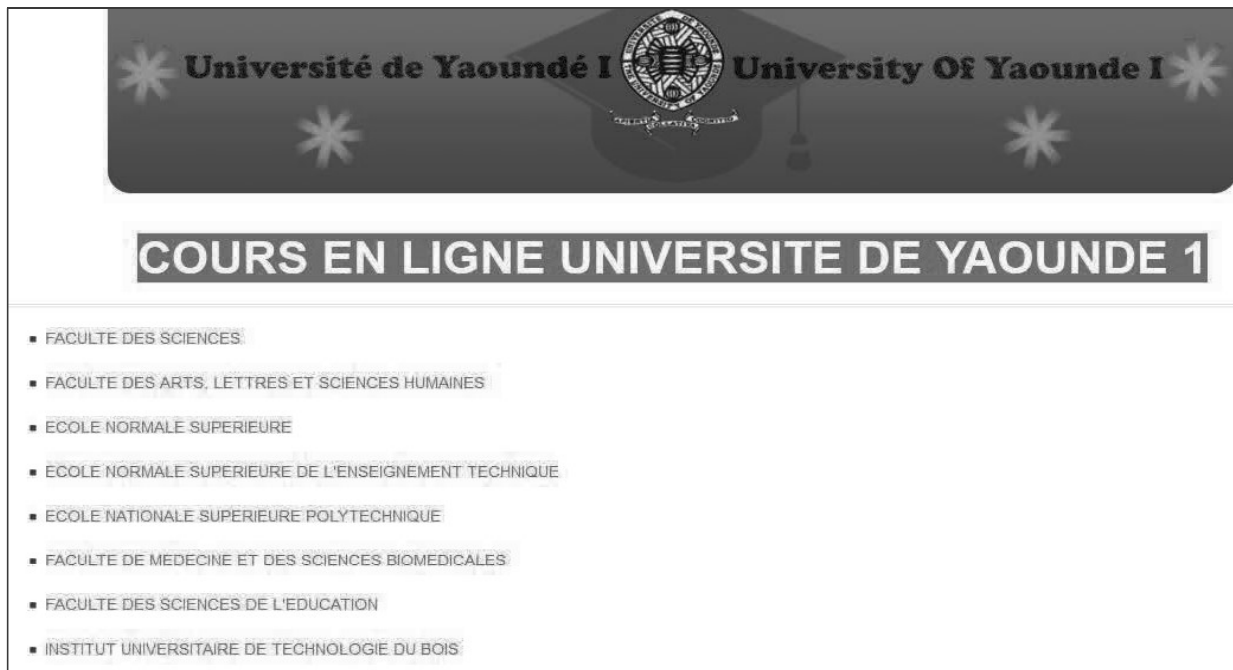 Université de Yaoundé I University Of Yaounde I
COURS EN LIGNE UNIVERSITE DE YAOUNDE 1
FACULTE DES SCIENCES
FACULTE DES ARTS, LETTRES ET SCIENCES HUMAINES
ECOLE NORMALE SUPERIEURE
ECOLE NORMALE SUPERIEURE DE L'ENSEIGNEMENT TECHNIQUE
ECOLE NATIONALE SUPERIEURE POLYTECHNIQUE
FACULTE DE MEDECINE ET DES SCIENCES BIOMEDICALES
FACULTE DES SCIENCES DE L'EDUCATION
INSTITUT UNIVERSITAIRE DE TECHNOLOGIE DU BOIS